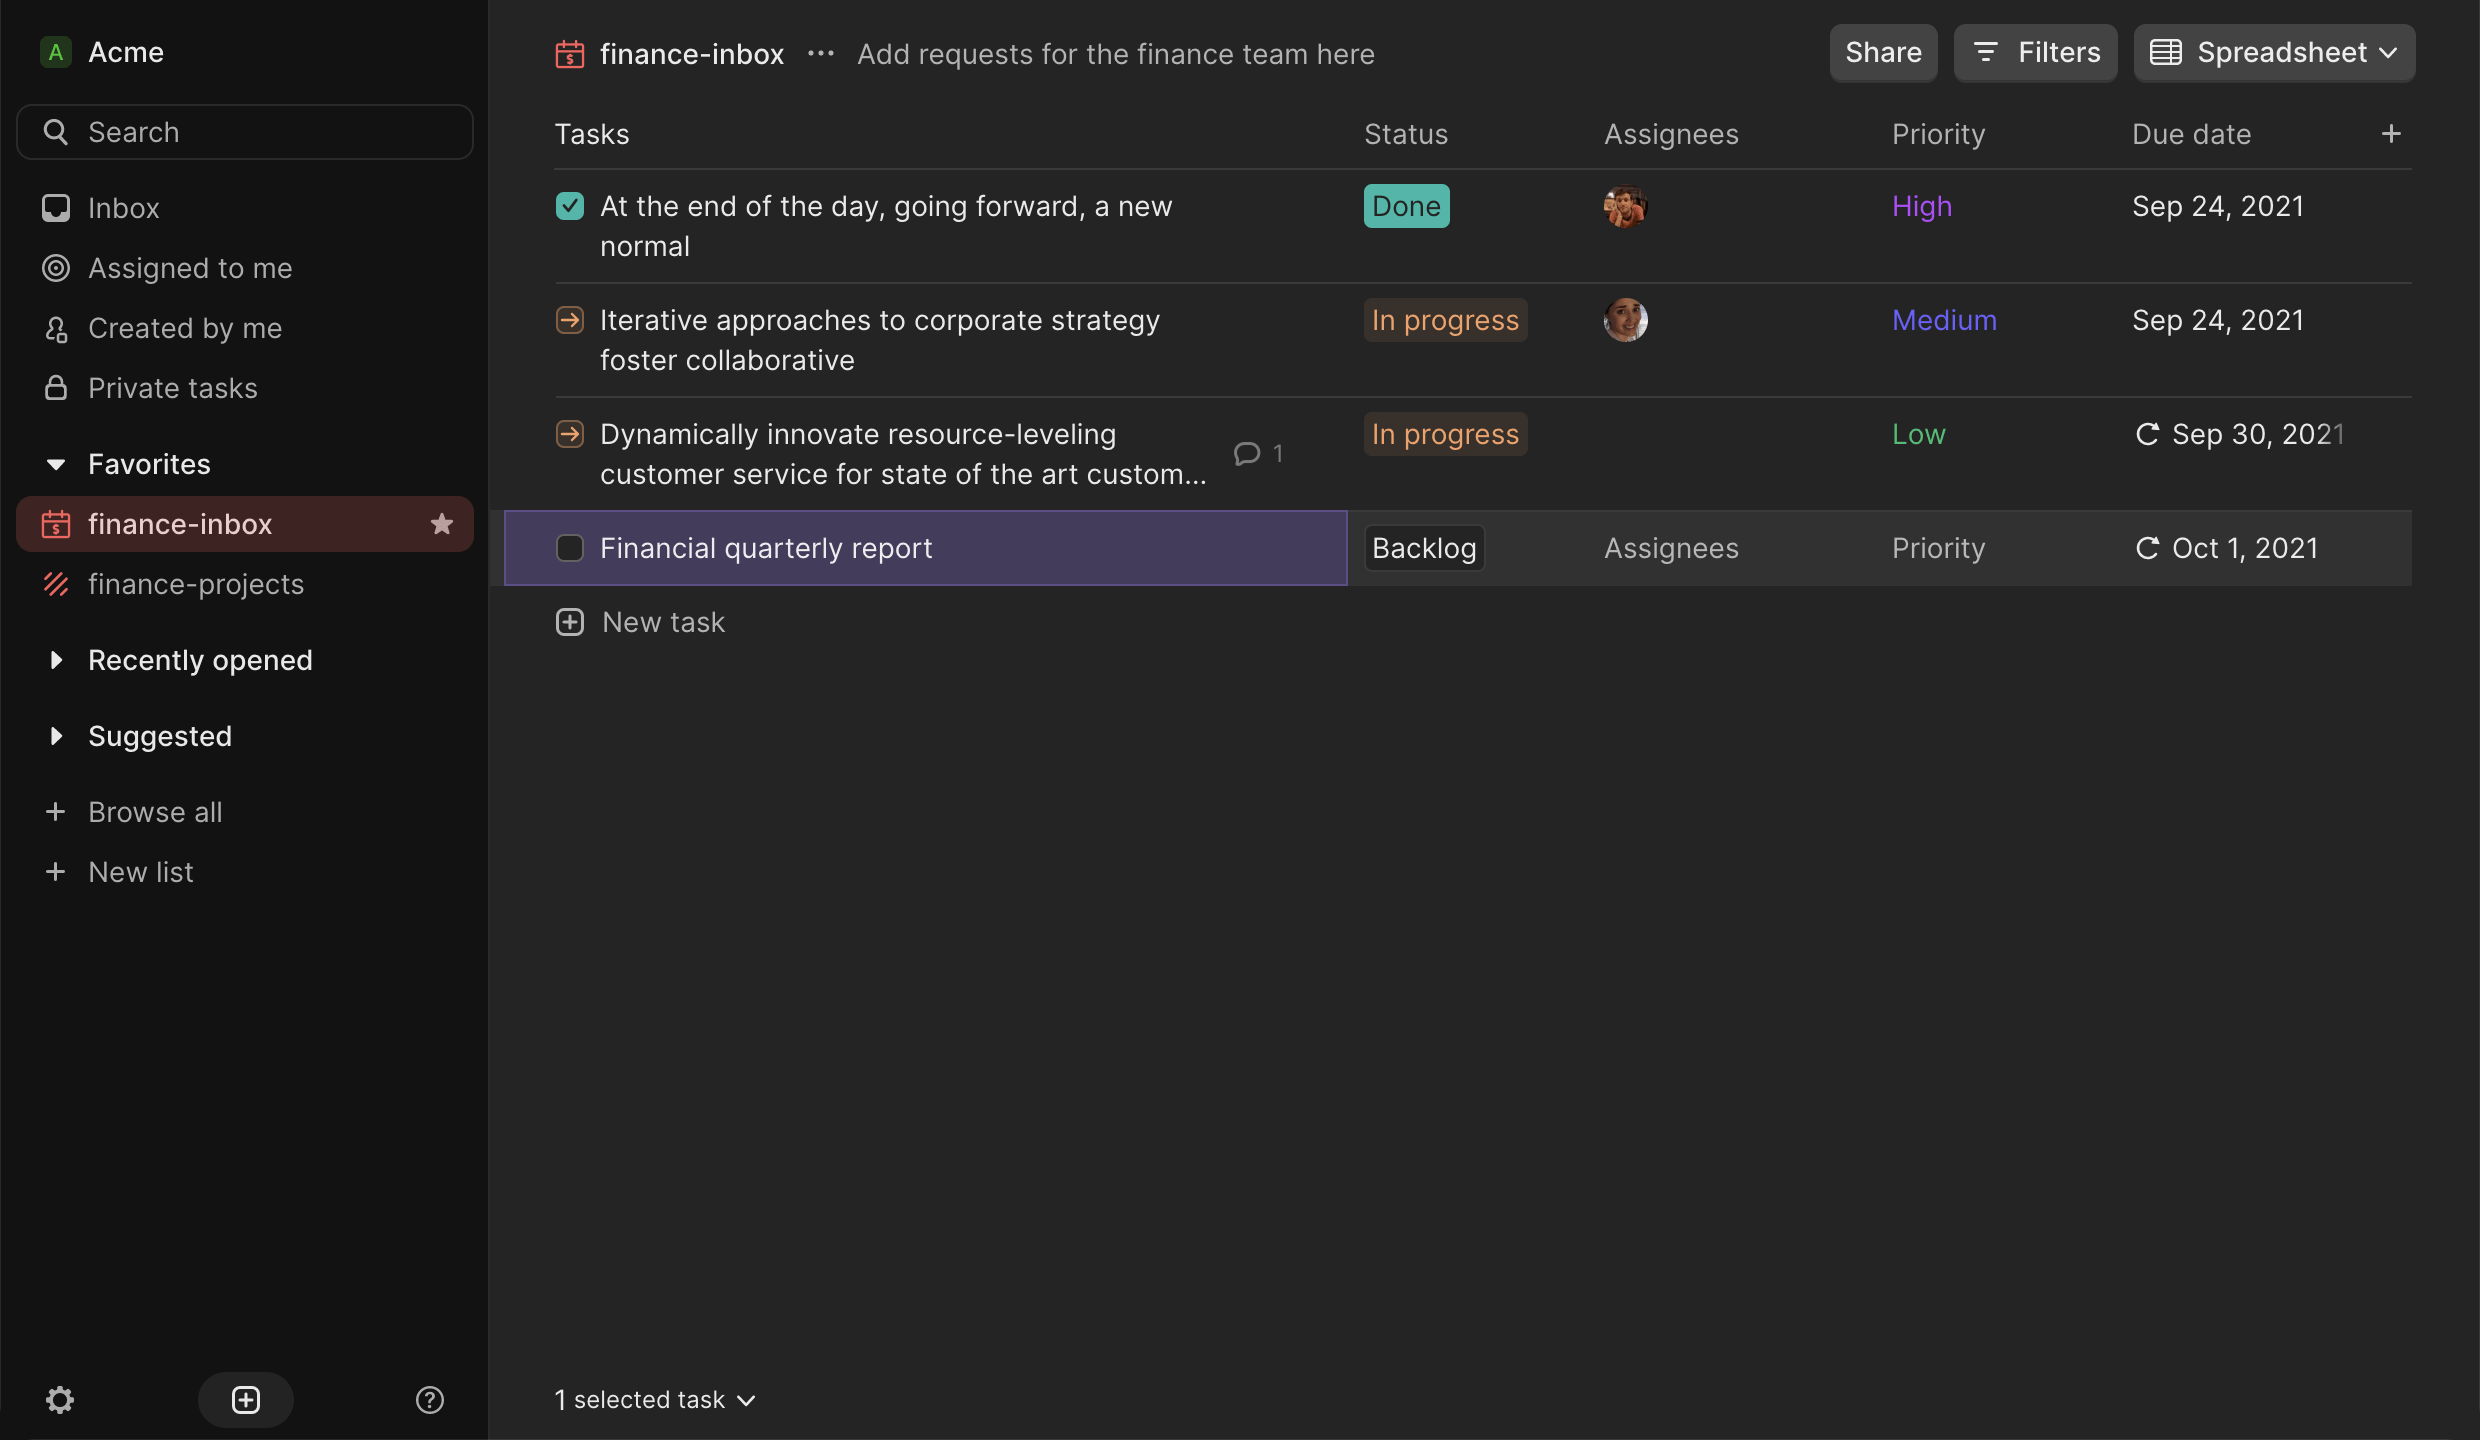 A Acme
Search
Inbox
Assigned to me
Created by me
Private tasks
Favorites
finance-inbox
finance-projects
Recently opened
Suggested
Browse all
New list
finance-inbox ··· Add requests for the finance team here
Share
Filters
Spreadsheet
Tasks Status Assignees Priority Due date
At the end of the day, going forward, a new
normal
Done High Sep 24, 2021
Iterative approaches to corporate strategy
foster collaborative
In progress Medium Sep 24, 2021
Dynamically innovate resource-leveling
customer service for state of the art custom...
1
In progress Low Sep 30, 2021
Financial quarterly report Backlog Assignees Priority Oct 1, 2021
New task
1 selected task